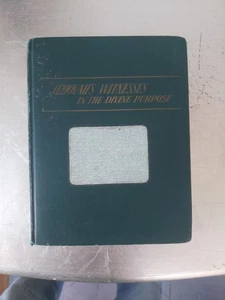 JEHOVAH'S WITNESSES
IN THE DIVINE PURPOSE